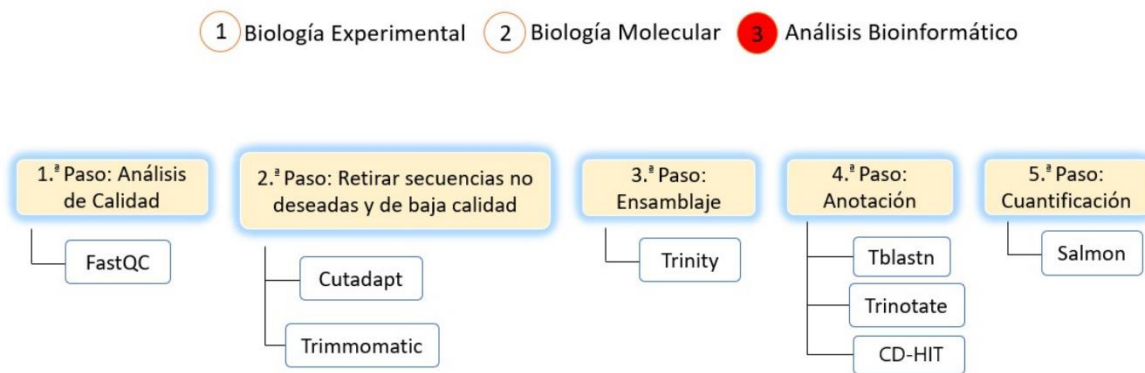 1 Biología Experimental 2 Biología Molecular 3 Análisis Bioinformático
1.ª Paso: Análisis
de Calidad
FastQC
2.ª Paso: Retirar secuencias no
deseadas y de baja calidad
Cutadapt
Trimmomatic
3.ª Paso:
Ensamblaje
Trinity
4.ª Paso:
Anotación
Tblastn
Trinotate
CD-HIT
5.ª Paso:
Cuantificación
Salmon